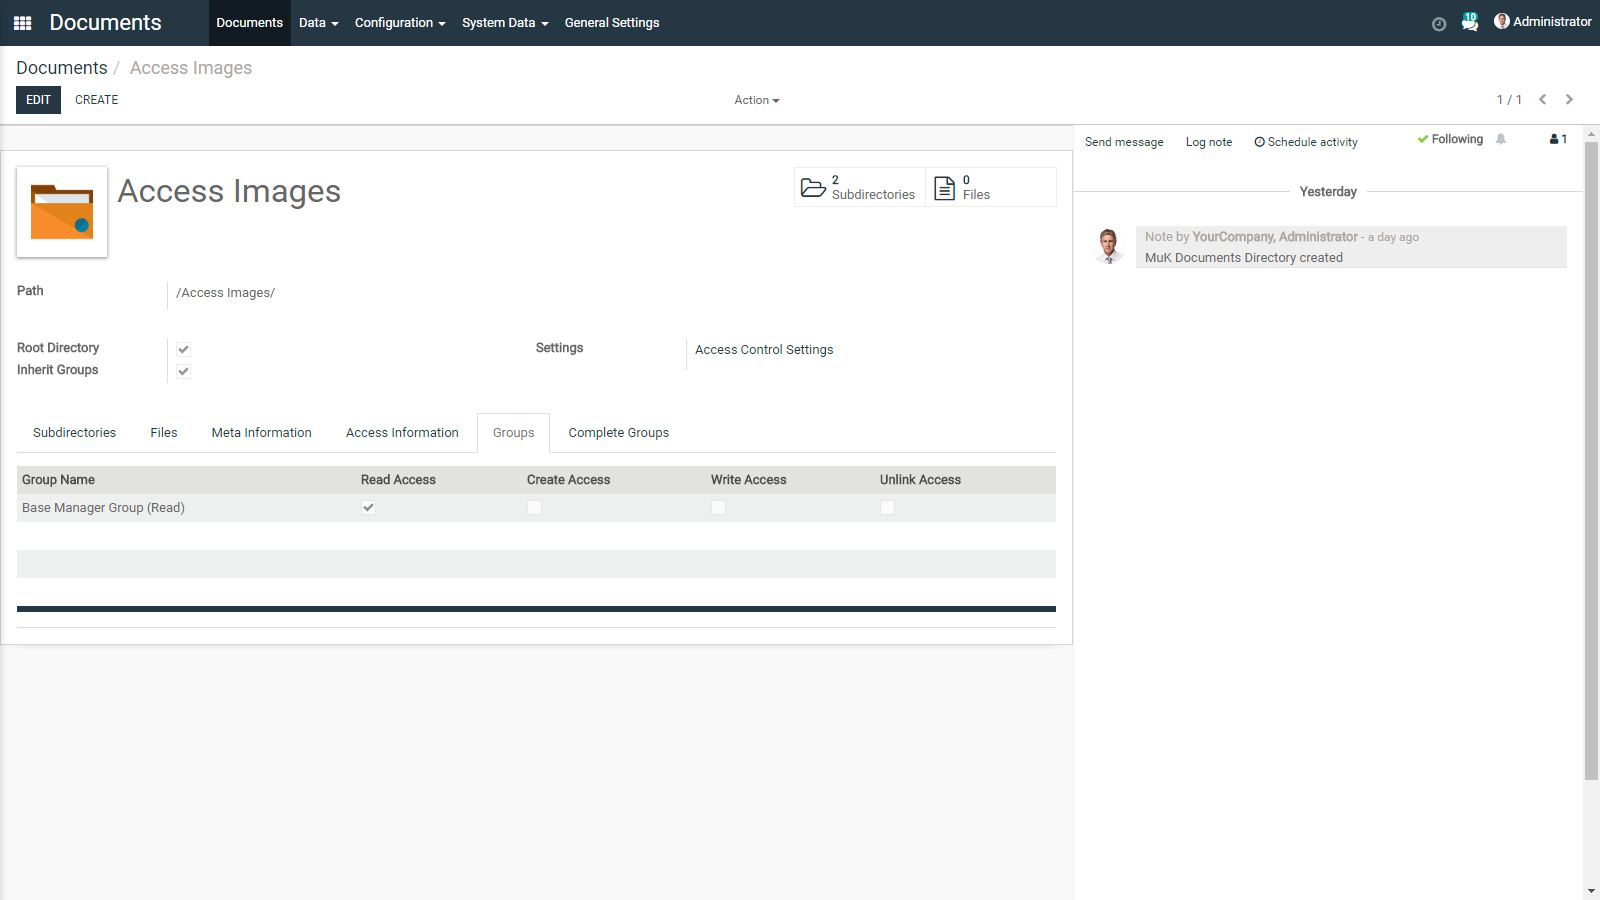 Documents
Documents Data Configuration System Data General Settings
10
Administrator
Documents / Access Images
EDIT CREATE
Action
1 / 1
Access Images
2
Subdirectories
0
Files
Path
/Access Images/
Root Directory
Inherit Groups
Settings
Access Control Settings
Subdirectories Files Meta Information Access Information Groups Complete Groups
Group Name Read Access Create Access Write Access Unlink Access
Base Manager Group (Read)
Send message Log note Schedule activity
Following
1
Yesterday
Note by YourCompany, Administrator - a day ago
MuK Documents Directory created